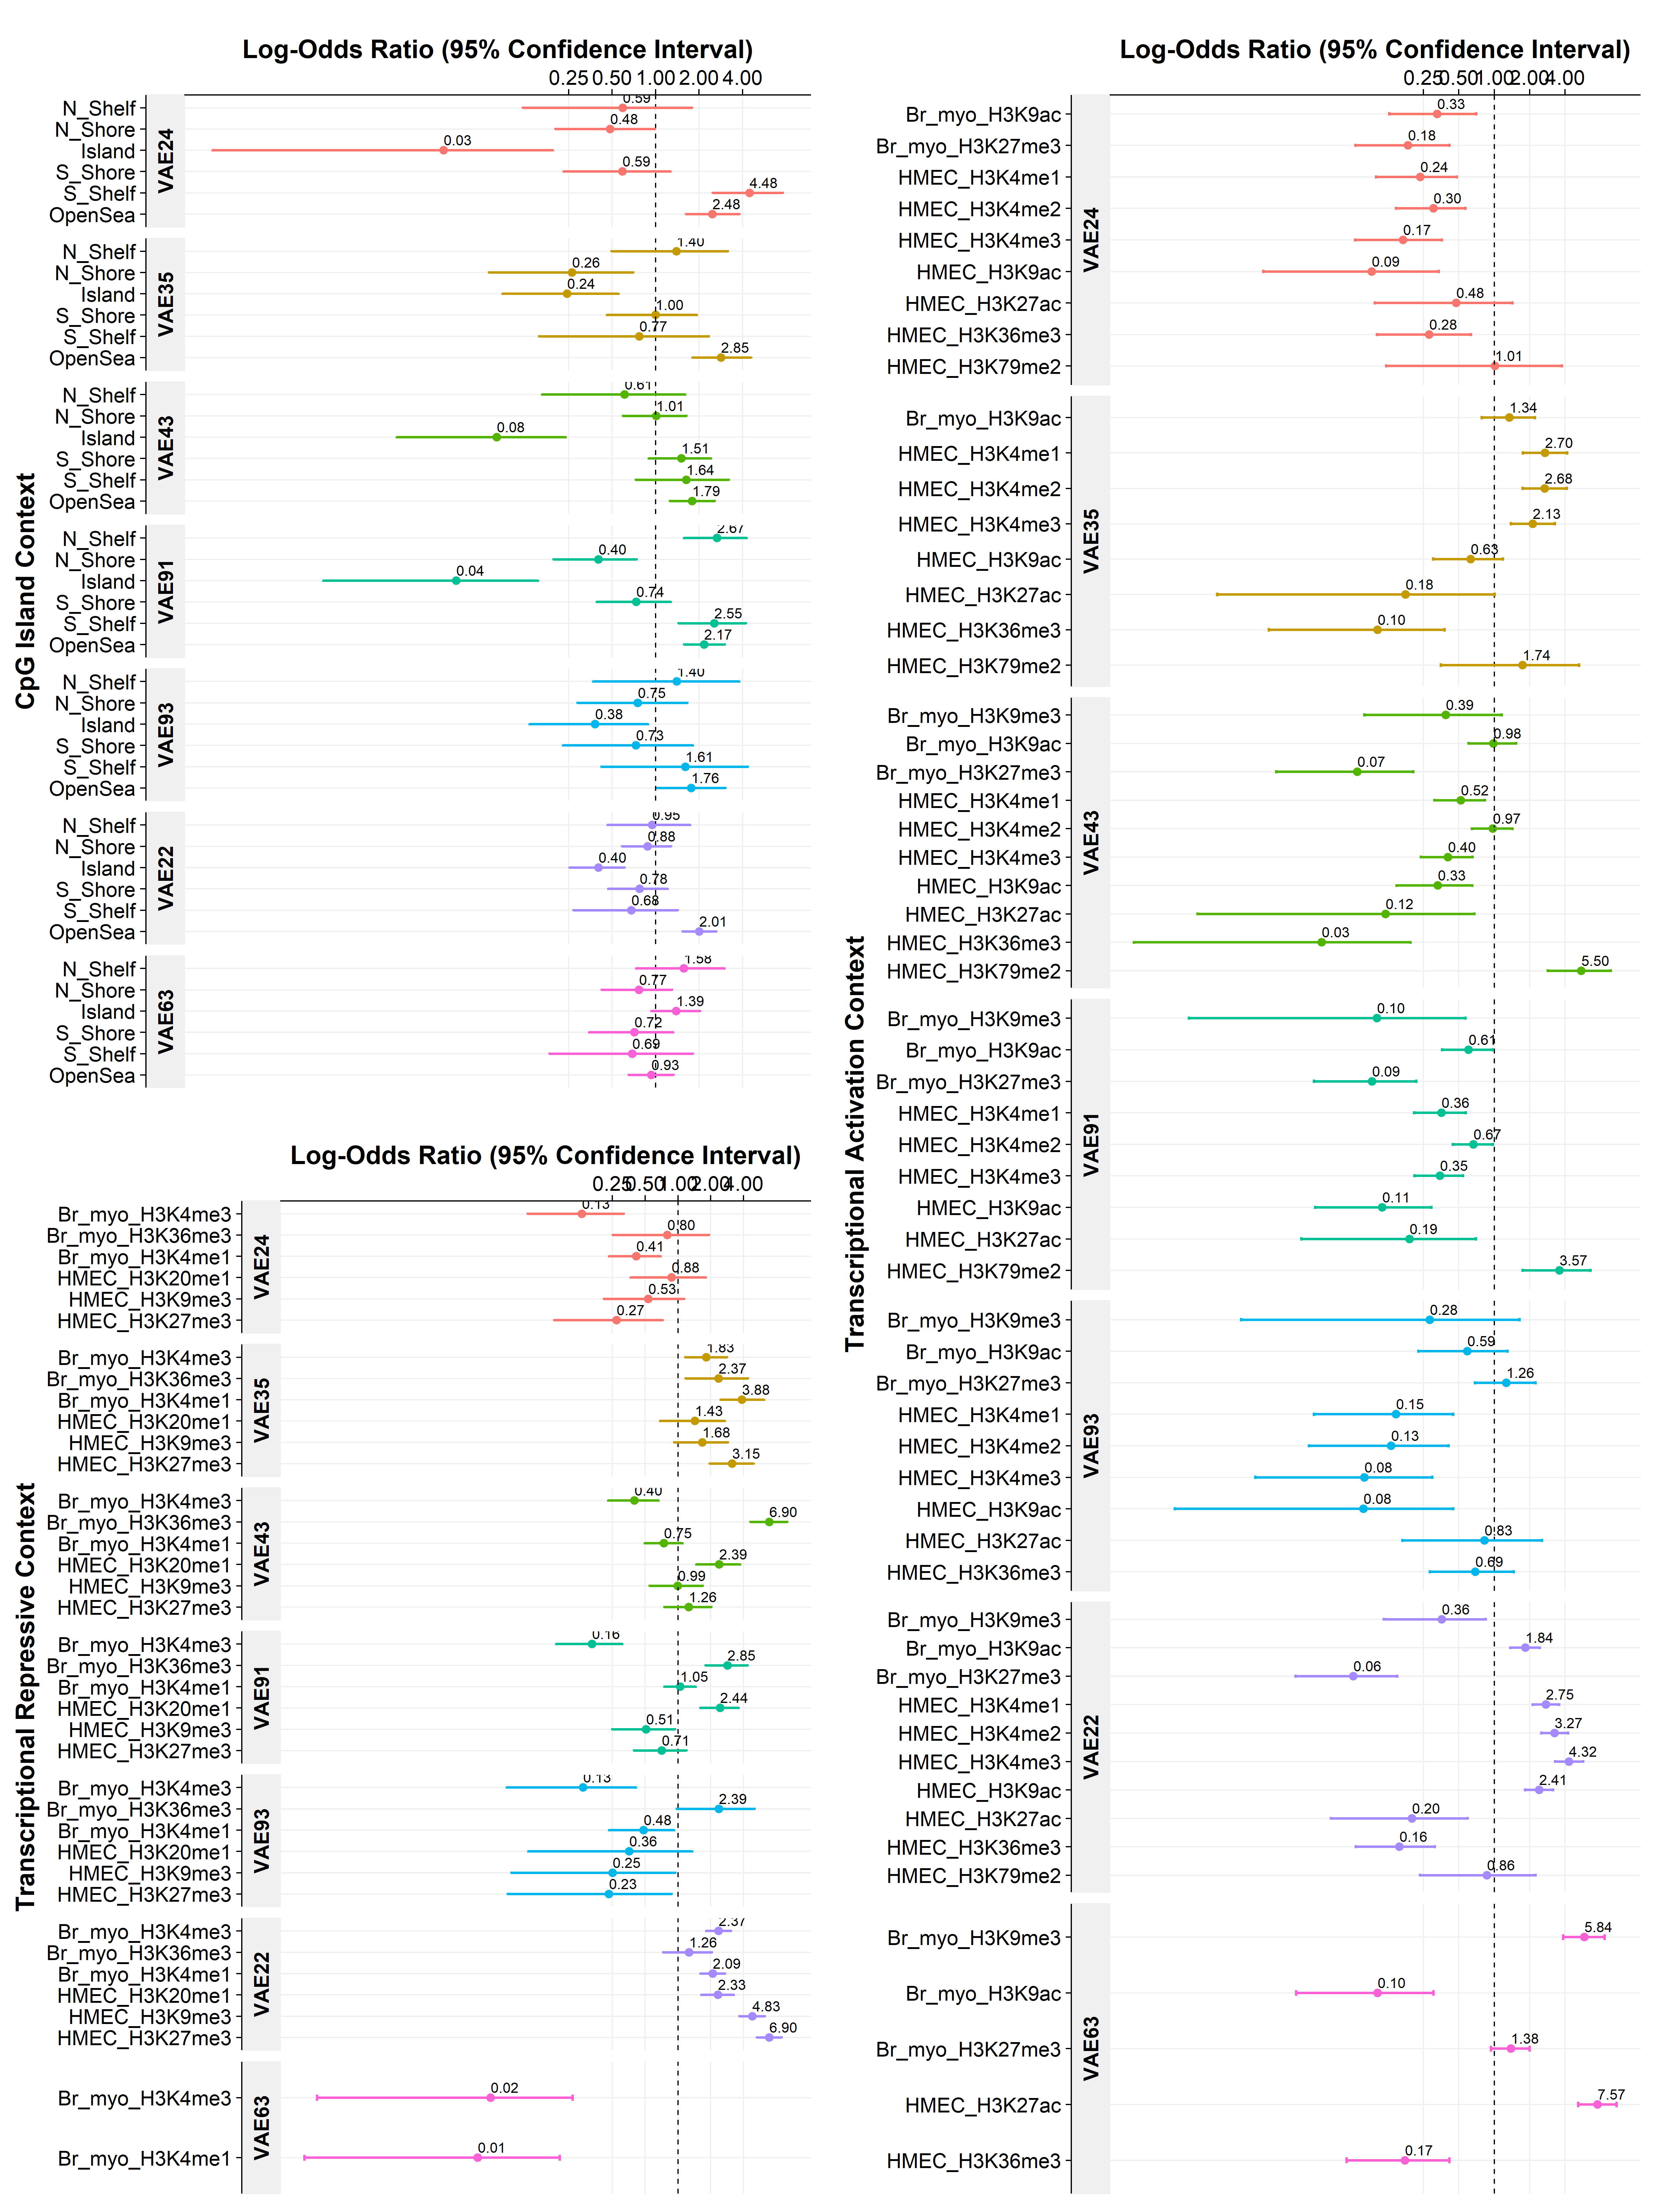 Log-Odds Ratio (95% Confidence Interval)
0.25 0.50 1.00 2.00 4.00
CpG Island Context
VAE24
N_Shelf 0.59
N_Shore 0.48
Island 0.03
S_Shore 0.59
S_Shelf 4.48
OpenSea 2.48
VAE35
N_Shelf 1.40
N_Shore 0.26
Island 0.24
S_Shore 1.00
S_Shelf 0.77
OpenSea 2.85
VAE43
N_Shelf 0.61
N_Shore 1.01
Island 0.08
S_Shore 1.51
S_Shelf 1.64
OpenSea 1.79
VAE91
N_Shelf 2.67
N_Shore 0.40
Island 0.04
S_Shore 0.74
S_Shelf 2.55
OpenSea 2.17
VAE93
N_Shelf 1.40
N_Shore 0.75
Island 0.38
S_Shore 0.73
S_Shelf 1.61
OpenSea 1.76
VAE22
N_Shelf 0.95
N_Shore 0.88
Island 0.40
S_Shore 0.78
S_Shelf 0.68
OpenSea 2.01
VAE63
N_Shelf 1.58
N_Shore 0.77
Island 1.39
S_Shore 0.72
S_Shelf 0.69
OpenSea 0.93
Log-Odds Ratio (95% Confidence Interval)
0.25 0.50 1.00 2.00 4.00
Transcriptional Repressive Context
VAE24
Br_myo_H3K4me3 0.13
Br_myo_H3K36me3 0.80
Br_myo_H3K4me1 0.41
HMEC_H3K20me1 0.88
HMEC_H3K9me3 0.53
HMEC_H3K27me3 0.27
VAE35
Br_myo_H3K4me3 1.83
Br_myo_H3K36me3 2.37
Br_myo_H3K4me1 3.88
HMEC_H3K20me1 1.43
HMEC_H3K9me3 1.68
HMEC_H3K27me3 3.15
VAE43
Br_myo_H3K4me3 0.40
Br_myo_H3K36me3 6.90
Br_myo_H3K4me1 0.75
HMEC_H3K20me1 2.39
HMEC_H3K9me3 0.99
HMEC_H3K27me3 1.26
VAE91
Br_myo_H3K4me3 0.16
Br_myo_H3K36me3 2.85
Br_myo_H3K4me1 1.05
HMEC_H3K20me1 2.44
HMEC_H3K9me3 0.51
HMEC_H3K27me3 0.71
VAE93
Br_myo_H3K4me3 0.13
Br_myo_H3K36me3 2.39
Br_myo_H3K4me1 0.48
HMEC_H3K20me1 0.36
HMEC_H3K9me3 0.25
HMEC_H3K27me3 0.23
VAE22
Br_myo_H3K4me3 2.37
Br_myo_H3K36me3 1.26
Br_myo_H3K4me1 2.09
HMEC_H3K20me1 2.33
HMEC_H3K9me3 4.83
HMEC_H3K27me3 6.90
VAE63
Br_myo_H3K4me3 0.02
Br_myo_H3K4me1 0.01
Log-Odds Ratio (95% Confidence Interval)
0.25 0.50 1.00 2.00 4.00
Transcriptional Activation Context
VAE24
Br_myo_H3K9ac 0.33
Br_myo_H3K27me3 0.18
HMEC_H3K4me1 0.24
HMEC_H3K4me2 0.30
HMEC_H3K4me3 0.17
HMEC_H3K9ac 0.09
HMEC_H3K27ac 0.48
HMEC_H3K36me3 0.28
HMEC_H3K79me2 1.01
VAE35
Br_myo_H3K9ac 1.34
HMEC_H3K4me1 2.70
HMEC_H3K4me2 2.68
HMEC_H3K4me3 2.13
HMEC_H3K9ac 0.63
HMEC_H3K27ac 0.18
HMEC_H3K36me3 0.10
HMEC_H3K79me2 1.74
VAE43
Br_myo_H3K9me3 0.39
Br_myo_H3K9ac 0.98
Br_myo_H3K27me3 0.07
HMEC_H3K4me1 0.52
HMEC_H3K4me2 0.97
HMEC_H3K4me3 0.40
HMEC_H3K9ac 0.33
HMEC_H3K27ac 0.12
HMEC_H3K36me3 0.03
HMEC_H3K79me2 5.50
VAE91
Br_myo_H3K9me3 0.10
Br_myo_H3K9ac 0.61
Br_myo_H3K27me3 0.09
HMEC_H3K4me1 0.36
HMEC_H3K4me2 0.67
HMEC_H3K4me3 0.35
HMEC_H3K9ac 0.11
HMEC_H3K27ac 0.19
HMEC_H3K79me2 3.57
VAE93
Br_myo_H3K9me3 0.28
Br_myo_H3K9ac 0.59
Br_myo_H3K27me3 1.26
HMEC_H3K4me1 0.15
HMEC_H3K4me2 0.13
HMEC_H3K4me3 0.08
HMEC_H3K9ac 0.08
HMEC_H3K27ac 0.83
HMEC_H3K36me3 0.69
VAE22
Br_myo_H3K9me3 0.36
Br_myo_H3K9ac 1.84
Br_myo_H3K27me3 0.06
HMEC_H3K4me1 2.75
HMEC_H3K4me2 3.27
HMEC_H3K4me3 4.32
HMEC_H3K9ac 2.41
HMEC_H3K27ac 0.20
HMEC_H3K36me3 0.16
HMEC_H3K79me2 0.86
VAE63
Br_myo_H3K9me3 5.84
Br_myo_H3K9ac 0.10
Br_myo_H3K27me3 1.38
HMEC_H3K27ac 7.57
HMEC_H3K36me3 0.17